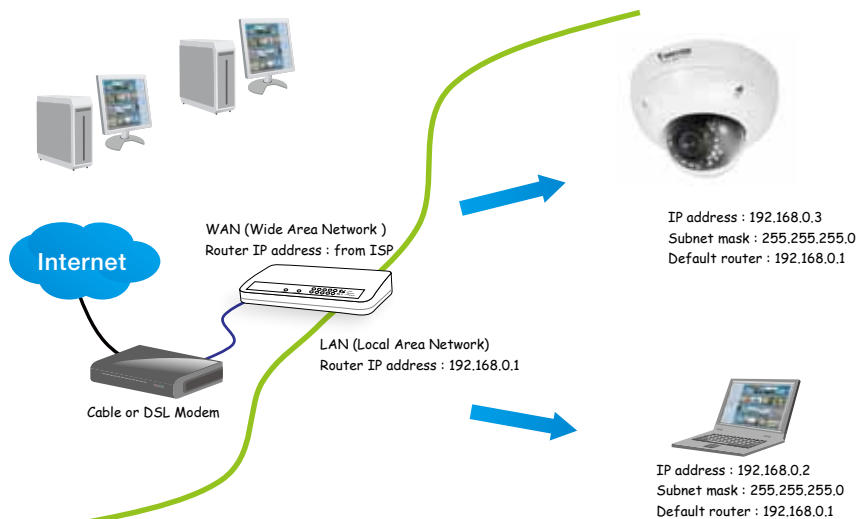 WAN (Wide Area Network )
Router IP address : from ISP
Internet
IP address : 192.168.0.3
Subnet mask : 255.255.255.0
Default router : 192.168.0.1
LAN (Local Area Network)
Router IP address : 192.168.0.1
Cable or DSL Modem
IP address : 192.168.0.2
Subnet mask : 255.255.255.0
Default router : 192.168.0.1